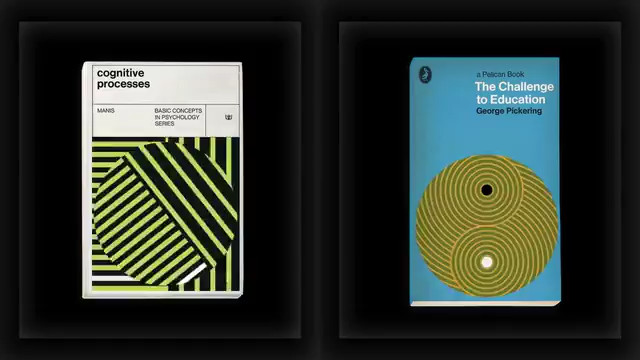 cognitive
processes
MANIS
BASIC CONCEPTS
IN PSYCHOLOGY
SERIES
a Pelican Book
The Challenge
to Education
George Pickering